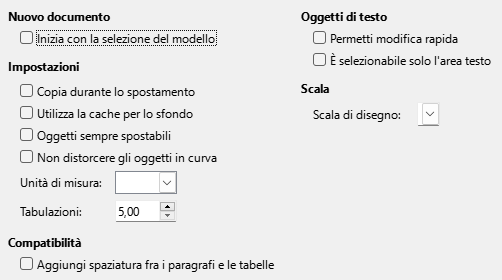 Nuovo documento
Inizia con la selezione del modello
Impostazioni
Copia durante lo spostamento
Utilizza la cache per lo sfondo
Oggetti sempre spostabili
Non distorcere gli oggetti in curva
Unità di misura:
Tabulazioni: 5,00
Compatibilità
Aggiungi spaziatura fra i paragrafi e le tabelle
Oggetti di testo
Permetti modifica rapida
È selezionabile solo l'area testo
Scala
Scala di disegno: